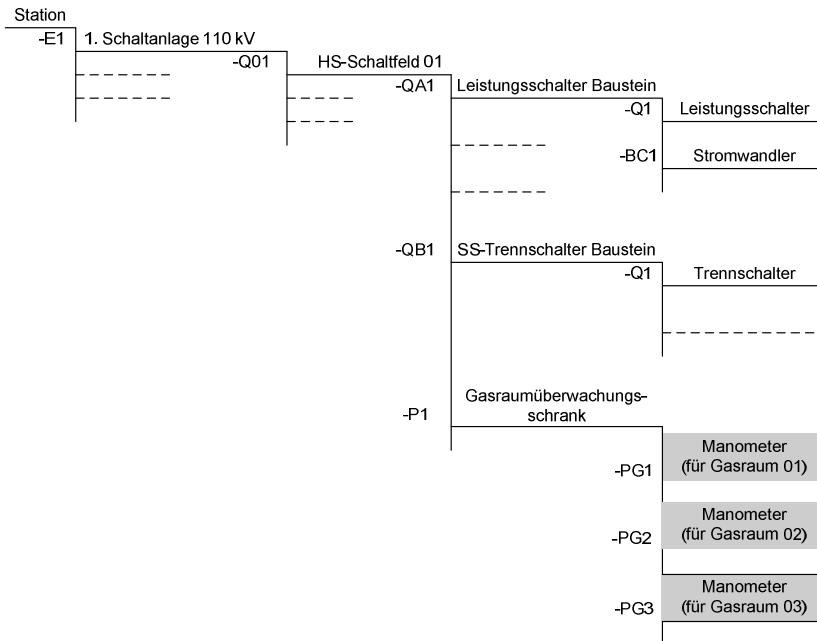 Station
-E1
1. Schaltanlage 110 kV
-Q01
HS-Schaltfeld 01
-QA1
Leistungsschalter Baustein
-Q1
Leistungsschalter
-BC1
Stromwandler
-QB1
SS-Trennschalter Baustein
-Q1
Trennschalter
-P1
Gasraumüberwachungs-
schrank
-PG1
Manometer
(für Gasraum 01)
-PG2
Manometer
(für Gasraum 02)
-PG3
Manometer
(für Gasraum 03)